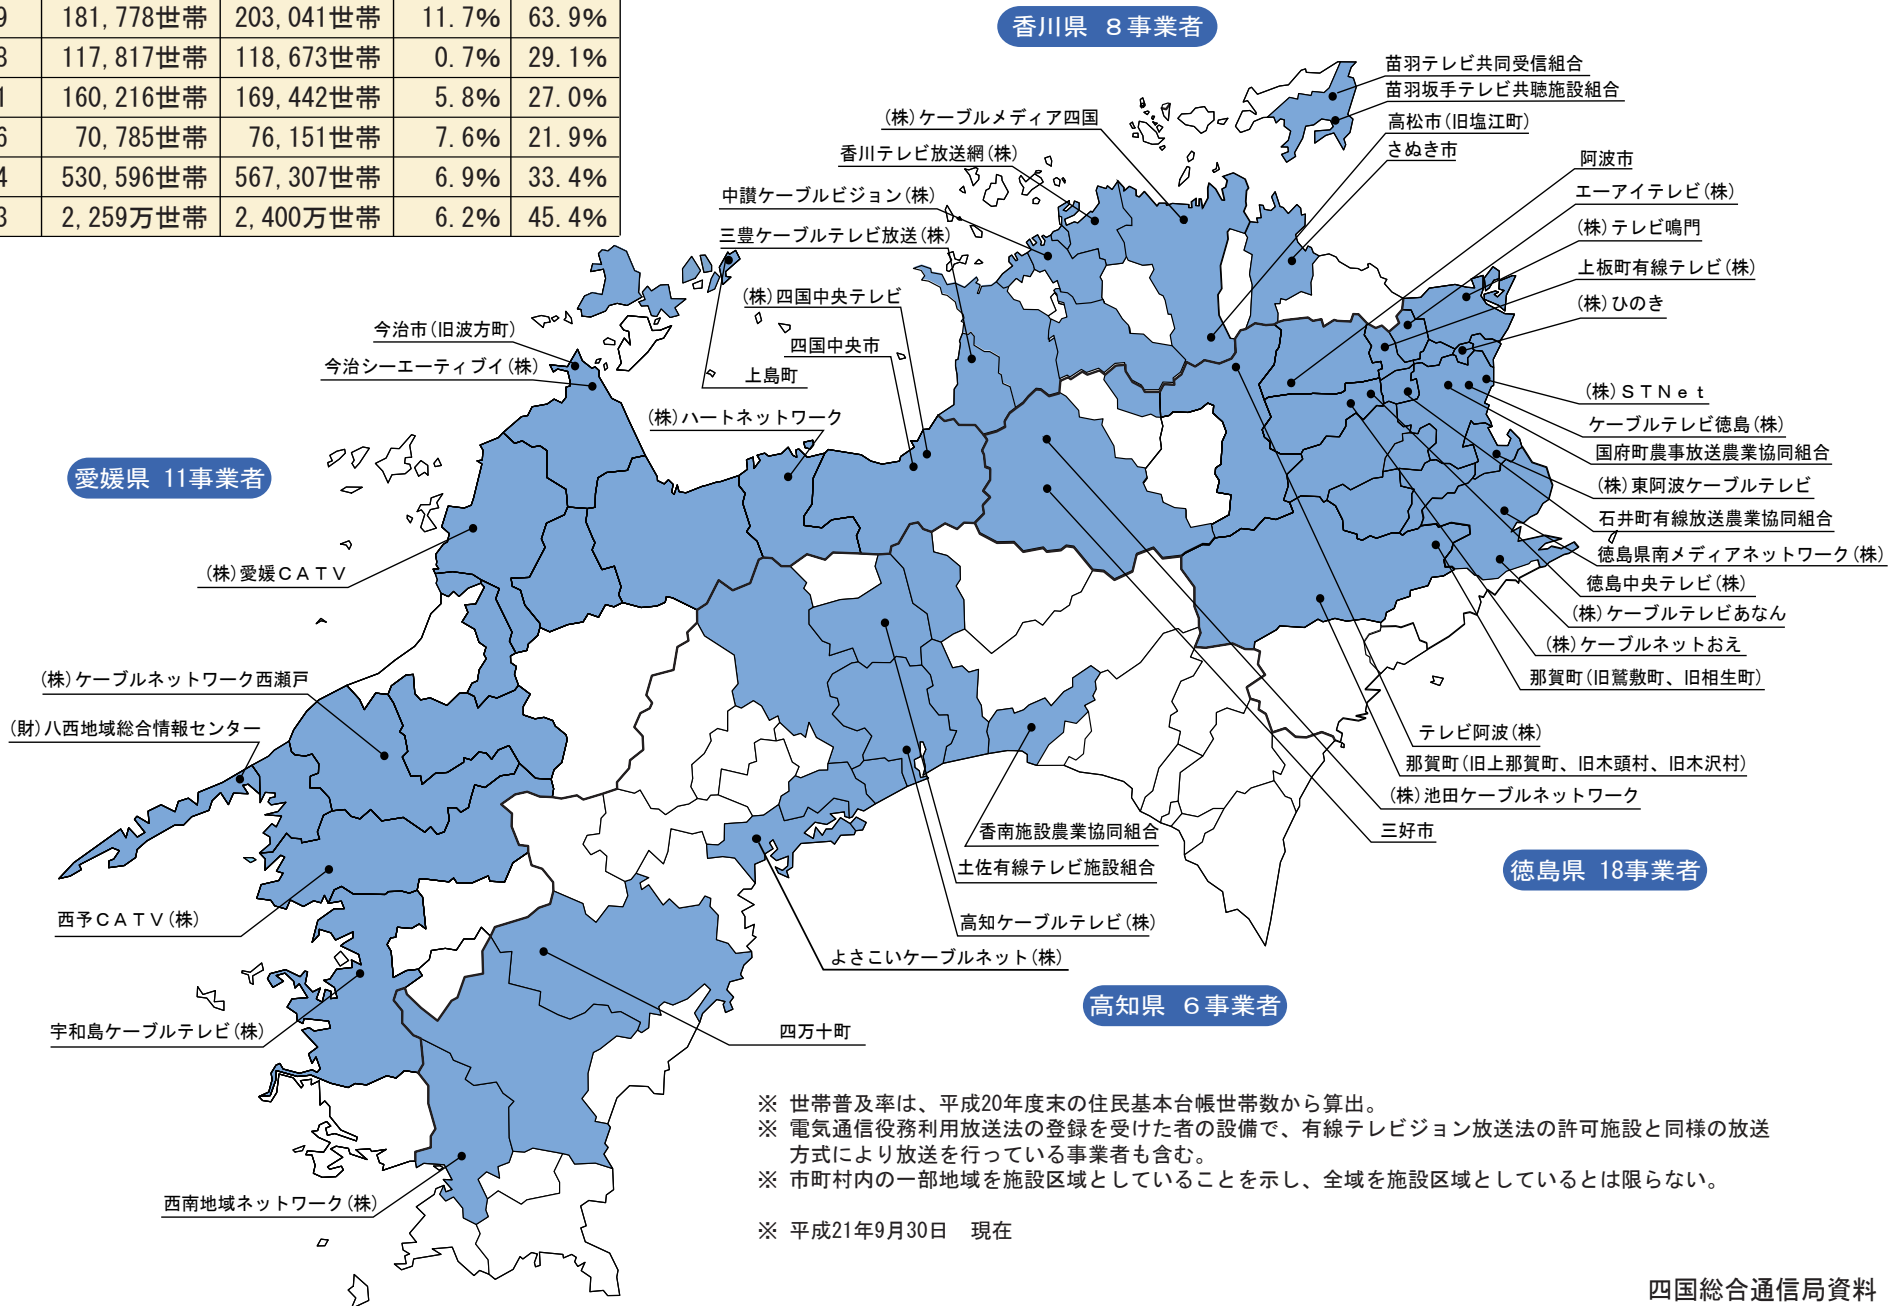 9 181,778世帯 203,041世帯 11.7% 63.9%
117,817世帯 118,673世帯 0.7% 29.1%
1 160,216世帯 169,442世帯 5.8% 27.0%
6 70,785世帯 76,151世帯 7.6% 21.9%
4 530,596世帯 567,307世帯 6.9% 33.4%
3 2,259万世帯 2,400万世帯 6.2% 45.4%
香川県 8事業者
苗羽テレビ共同受信組合
苗羽坂手テレビ共聴施設組合
高松市(旧塩江町)
さぬき市
(株)ケーブルメディア四国
香川テレビ放送網(株)
中讃ケーブルビジョン(株)
三豊ケーブルテレビ放送(株)
阿波市
エーアイテレビ(株)
(株)テレビ鳴門
上板町有線テレビ(株)
(株)ひのき
(株)STNet
ケーブルテレビ徳島(株)
国府町農事放送農業協同組合
(株)東阿波ケーブルテレビ
石井町有線放送農業協同組合
徳島県南メディアネットワーク(株)
徳島中央テレビ(株)
(株)ケーブルテレビあなん
(株)ケーブルネットおえ
那賀町(旧鷲敷町、旧相生町)
テレビ阿波(株)
那賀町(旧上那賀町、旧木頭村、旧木沢村)
(株)池田ケーブルネットワーク
三好市
徳島県 18事業者
(株)四国中央テレビ
四国中央市
上島町
今治市(旧波方町)
今治シーエーティブイ(株)
(株)ハートネットワーク
愛媛県 11事業者
(株)愛媛CATV
(株)ケーブルネットワーク西瀬戸
(財)八西地域総合情報センター
西予CATV(株)
宇和島ケーブルテレビ(株)
西南地域ネットワーク(株)
香南施設農業協同組合
土佐有線テレビ施設組合
高知ケーブルテレビ(株)
よさこいケーブルネット(株)
四万十町
高知県 6事業者
※ 世帯普及率は、平成20年度末の住民基本台帳世帯数から算出。
※ 電気通信役務利用放送法の登録を受けた者の設備で、有線テレビジョン放送法の許可施設と同様の放送
方式により放送を行っている事業者も含む。
※ 市町村内の一部地域を施設区域としていることを示し、全域を施設区域としているとは限らない。
※ 平成21年9月30日 現在
四国総合通信局資料